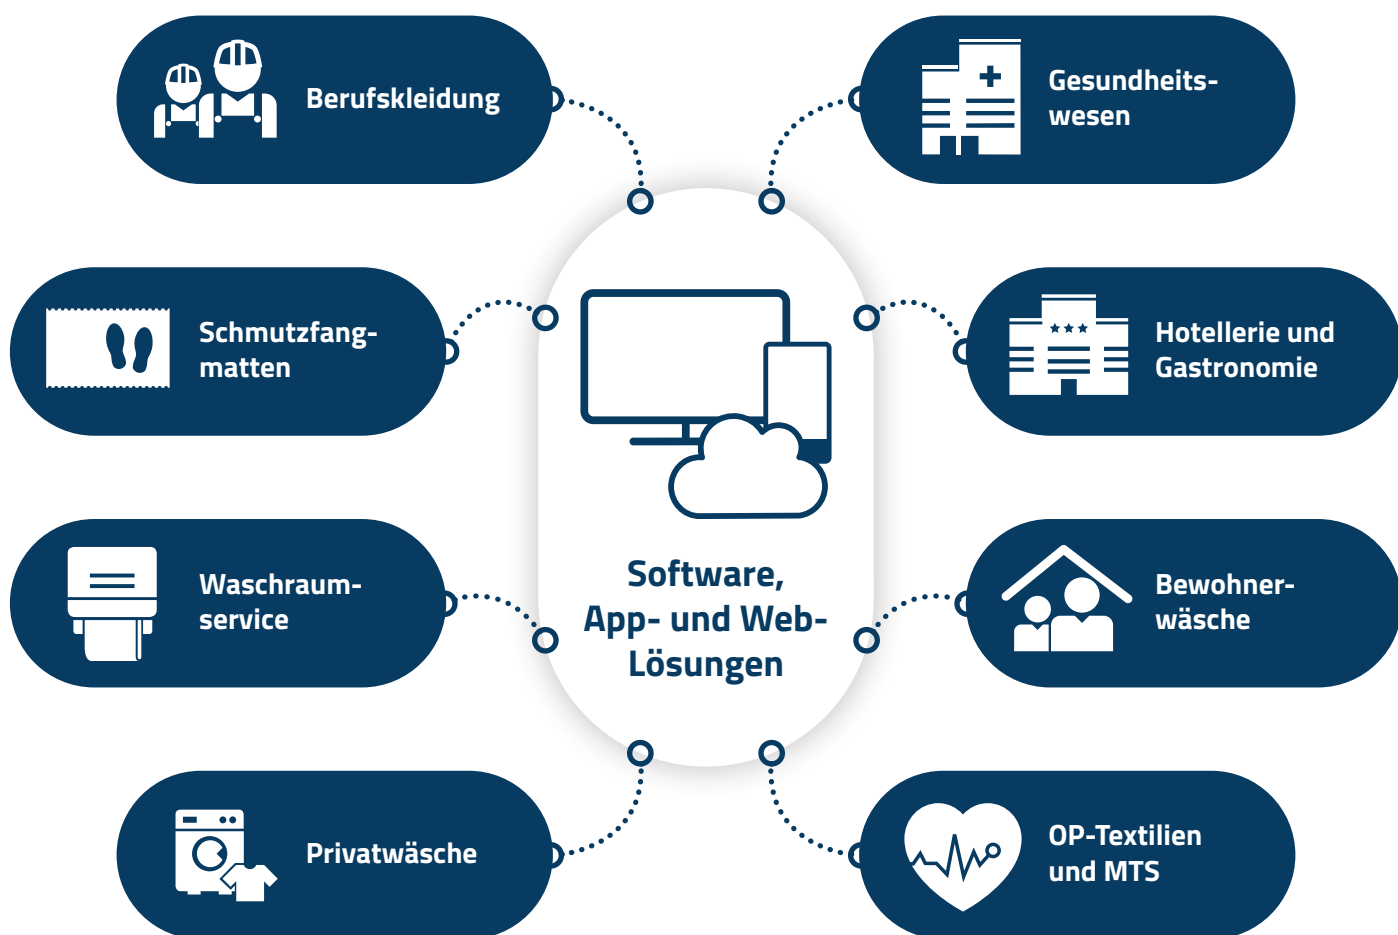 Berufskleidung
Gesundheits-
wesen
Schmutzfang-
matten
Hotellerie und
Gastronomie
Software,
App- und Web-
Lösungen
Waschraum-
service
Bewohner-
wäsche
Privatwäsche
OP-Textilien
und MTS